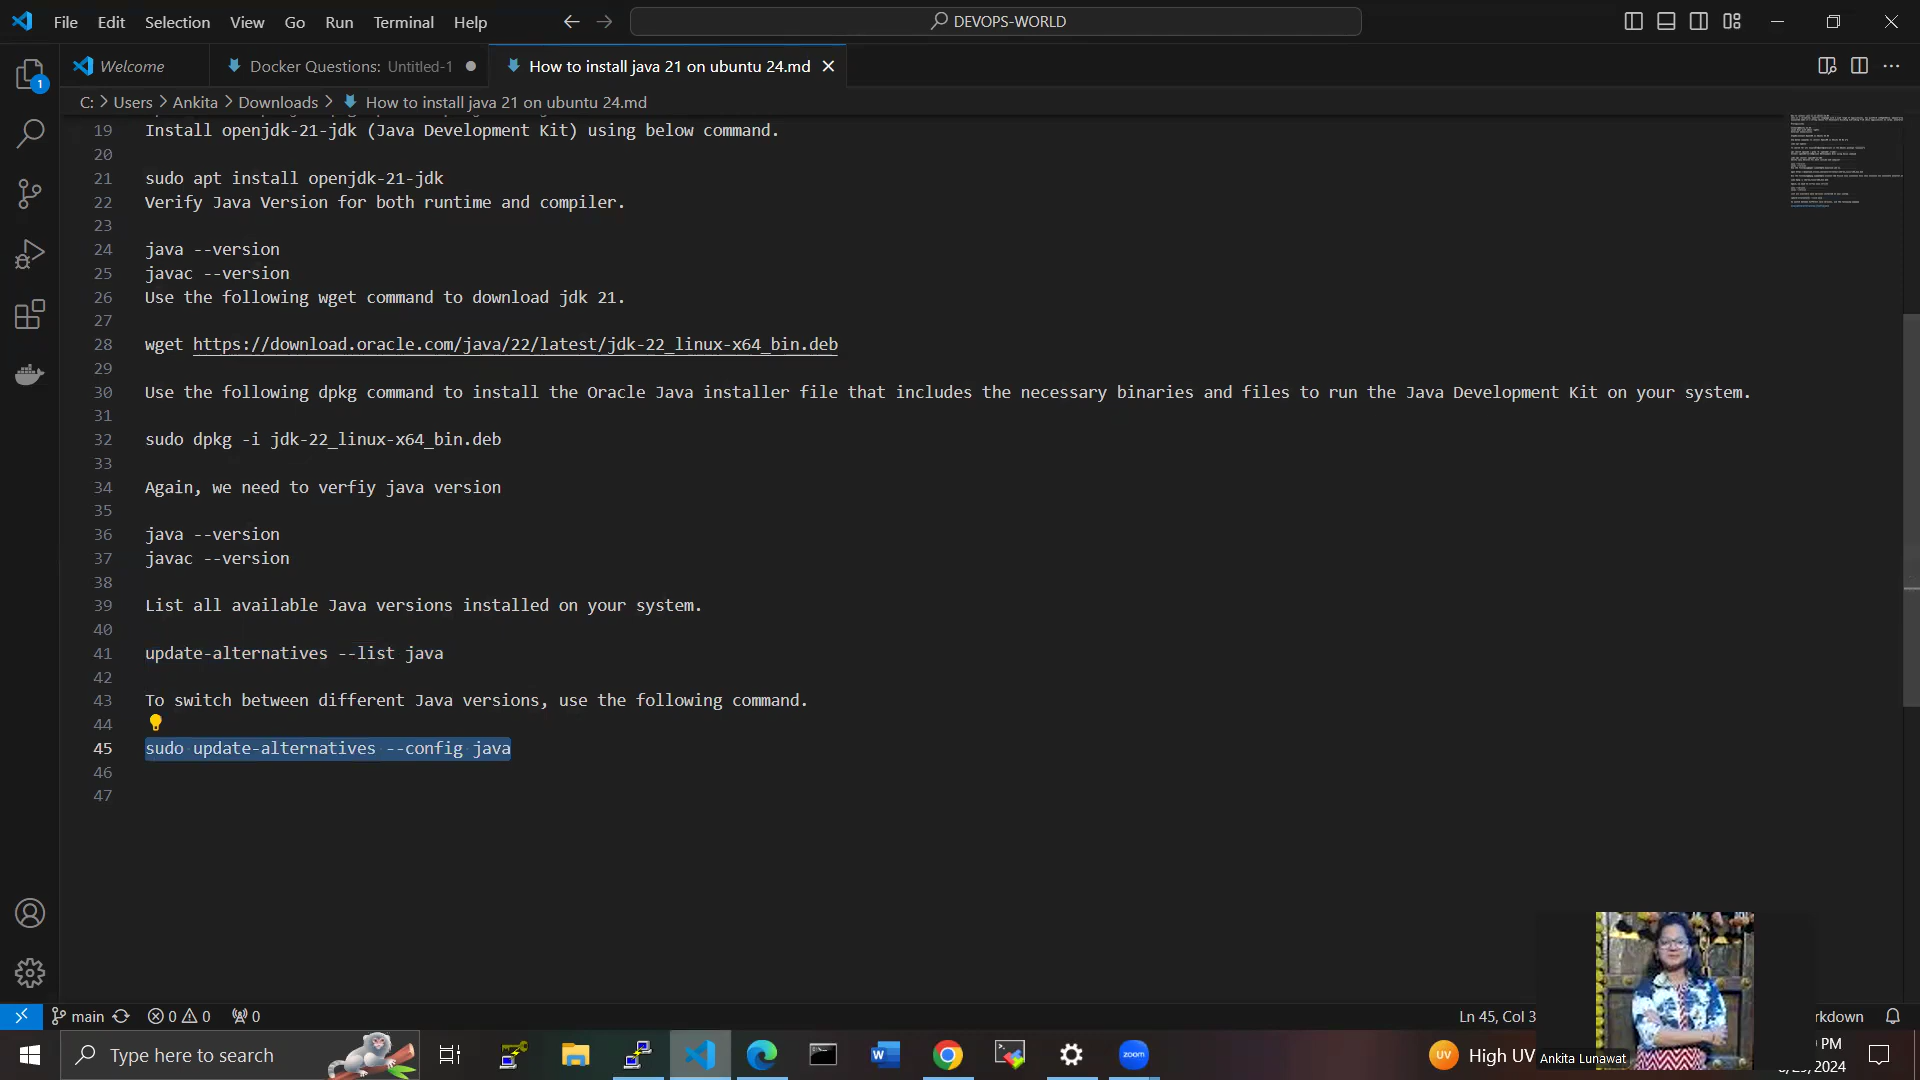 File Edit Selection View Go Run Terminal Help DEVOPS-WORLD
Welcome Docker Questions: Untitled-1 How to install java 21 on ubuntu 24.md
C: > Users > Ankita > Downloads > How to install java 21 on ubuntu 24.md
19 Install openjdk-21-jdk (Java Development Kit) using below command.
20
21 sudo apt install openjdk-21-jdk
22 Verify Java Version for both runtime and compiler.
23
24 java --version
25 javac --version
26 Use the following wget command to download jdk 21.
27
28 wget https://download.oracle.com/java/22/latest/jdk-22_linux-x64_bin.deb
29
30 Use the following dpkg command to install the Oracle Java installer file that includes the necessary binaries and files to run the Java Development Kit on your system.
31
32 sudo dpkg -i jdk-22_linux-x64_bin.deb
33
34 Again, we need to verfiy java version
35
36 java --version
37 javac --version
38
39 List all available Java versions installed on your system.
40
41 update-alternatives --list java
42
43 To switch between different Java versions, use the following command.
44
45 sudo update-alternatives --config java
46
47
1
main 0 0 0 Ln 45, Col 3 rkdown
Type here to search zoom UV High UV Ankita Lunawat PM
2024